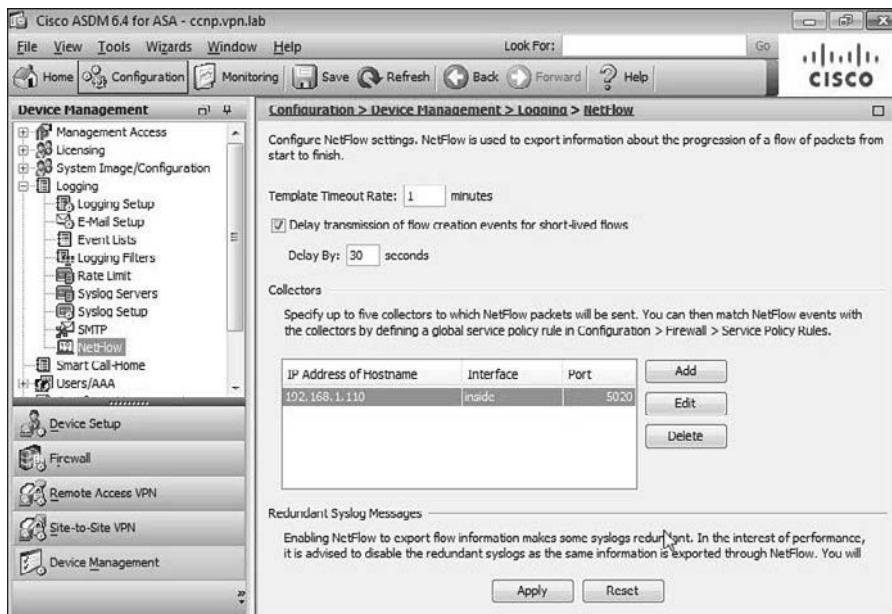 Cisco ASDM 6.4 for ASA - ccnp.vpn.lab
File View Tools Wizards Window Help
Look For:
Go
Home Configuration Monitoring Save Refresh Back Forward Help
CISCO
Device Management
Management Access
Licensing
System Image/Configuration
Logging
Logging Setup
E-Mail Setup
Event Lists
Logging Filters
Rate Limit
Syslog Servers
Syslog Setup
SMTP
NetFlow
Smart Call-Home
Users/AAA
Device Setup
Firewall
Remote Access VPN
Site-to-Site VPN
Device Management
Configuration > Device Management > Logging > NetFlow
Configure NetFlow settings. NetFlow is used to export information about the progression of a flow of packets from
start to finish.
Template Timeout Rate: 1 minutes
Delay transmission of flow creation events for short-lived flows
Delay By: 30 seconds
Collectors
Specify up to five collectors to which NetFlow packets will be sent. You can then match NetFlow events with
the collectors by defining a global service policy rule in Configuration > Firewall > Service Policy Rules.
IP Address of Hostname Interface Port
192.168.1.110 inside 5020
Add
Edit
Delete
Redundant Syslog Messages
Enabling NetFlow to export flow information makes some syslogs redundant. In the interest of performance,
it is advised to disable the redundant syslogs as the same information is exported through NetFlow. You will
Apply Reset